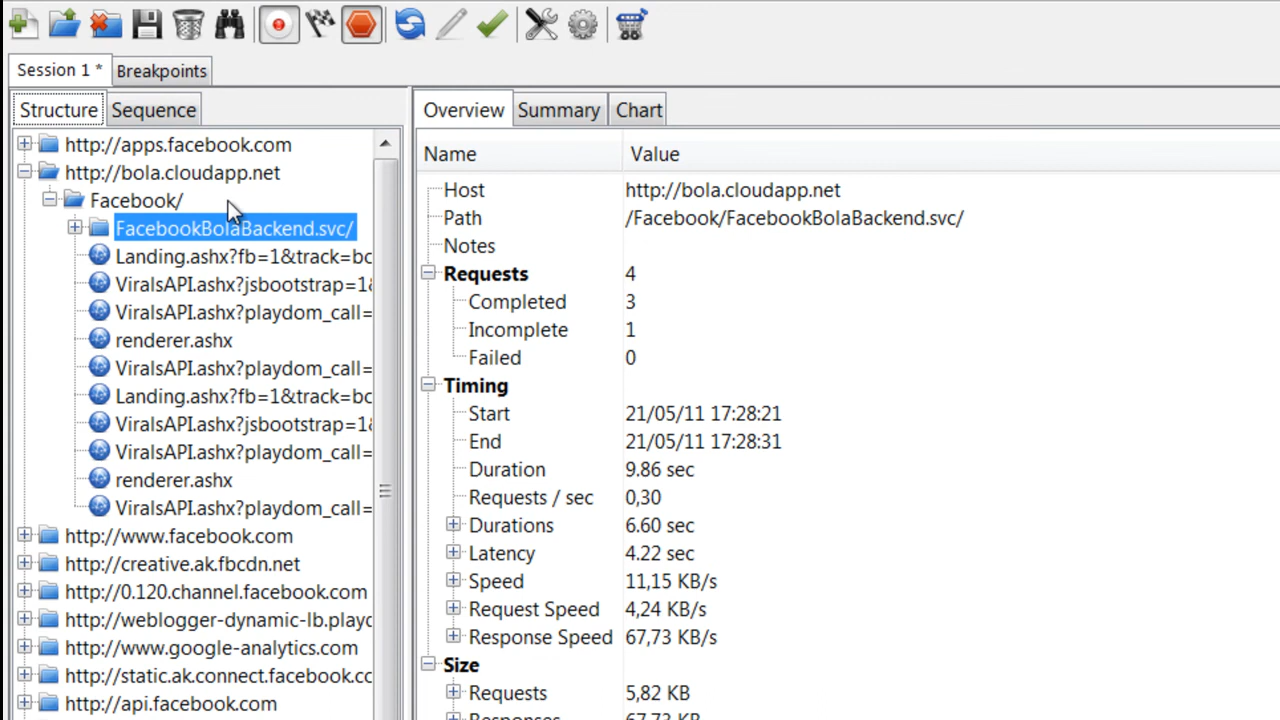 Session 1 *
Breakpoints
Structure
Sequence
http://apps.facebook.com
http://bola.cloudapp.net
Facebook/
FacebookBolaBackend.svc/
Landing.ashx?fb=1&track=bc
ViralsAPI.ashx?jsbootstrap=1&
ViralsAPI.ashx?playdom_call=
renderer.ashx
ViralsAPI.ashx?playdom_call=
Landing.ashx?fb=1&track=bc
ViralsAPI.ashx?jsbootstrap=1&
ViralsAPI.ashx?playdom_call=
renderer.ashx
ViralsAPI.ashx?playdom_call=
http://www.facebook.com
http://creative.ak.fbcdn.net
http://0.120.channel.facebook.com
http://weblogger-dynamic-lb.playc
http://www.google-analytics.com
http://static.ak.connect.facebook.cc
http://api.facebook.com
Overview
Summary
Chart
Name Value
Host http://bola.cloudapp.net
Path /Facebook/FacebookBolaBackend.svc/
Notes
Requests 4
Completed 3
Incomplete 1
Failed 0
Timing
Start 21/05/11 17:28:21
End 21/05/11 17:28:31
Duration 9.86 sec
Requests / sec 0,30
Durations 6.60 sec
Latency 4.22 sec
Speed 11,15 KB/s
Request Speed 4,24 KB/s
Response Speed 67,73 KB/s
Size
Requests 5,82 KB
Responses 67,73 KB